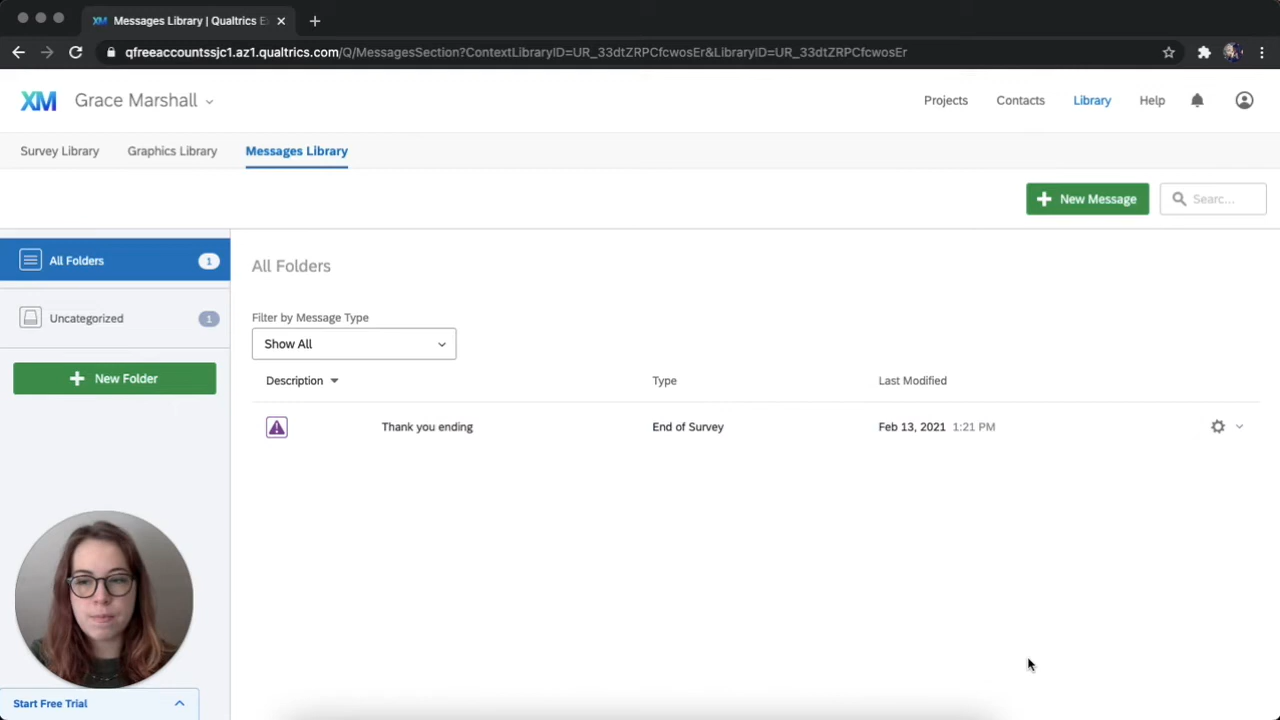 Messages Library | Qualtrics E
qfreeaccountssjc1.az1.qualtrics.com/Q/MessagesSection?ContextLibraryID=UR_33dtZRPCfcwosEr&LibraryID=UR_33dtZRPCfcwosEr
XM Grace Marshall Projects Contacts Library Help
Survey Library Graphics Library Messages Library
New Message Searc...
All Folders 1
Uncategorized 1
New Folder
All Folders
Filter by Message Type
Show All
Description Type Last Modified
Thank you ending End of Survey Feb 13, 2021 1:21 PM
Start Free Trial